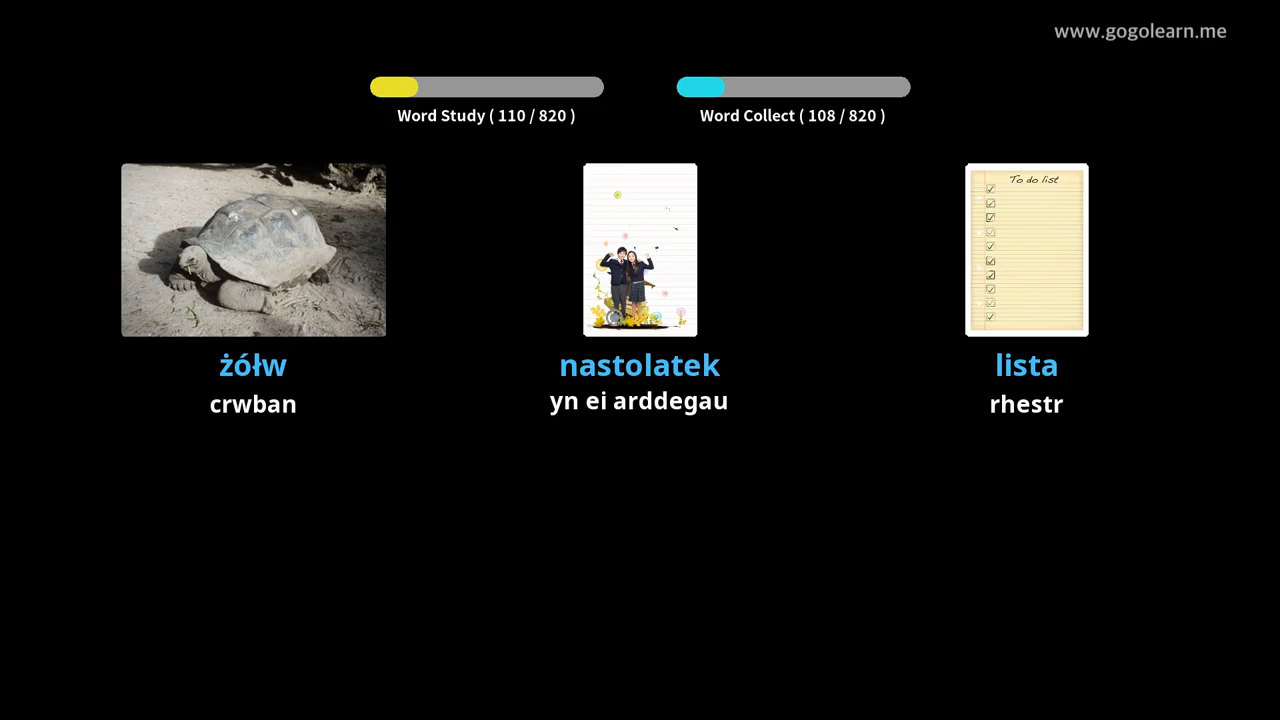 www.gogolearn.me
Word Study ( 110 / 820 )
Word Collect ( 108 / 820 )
To do list
żółw
nastolatek
lista
crwban
yn ei arddegau
rhestr